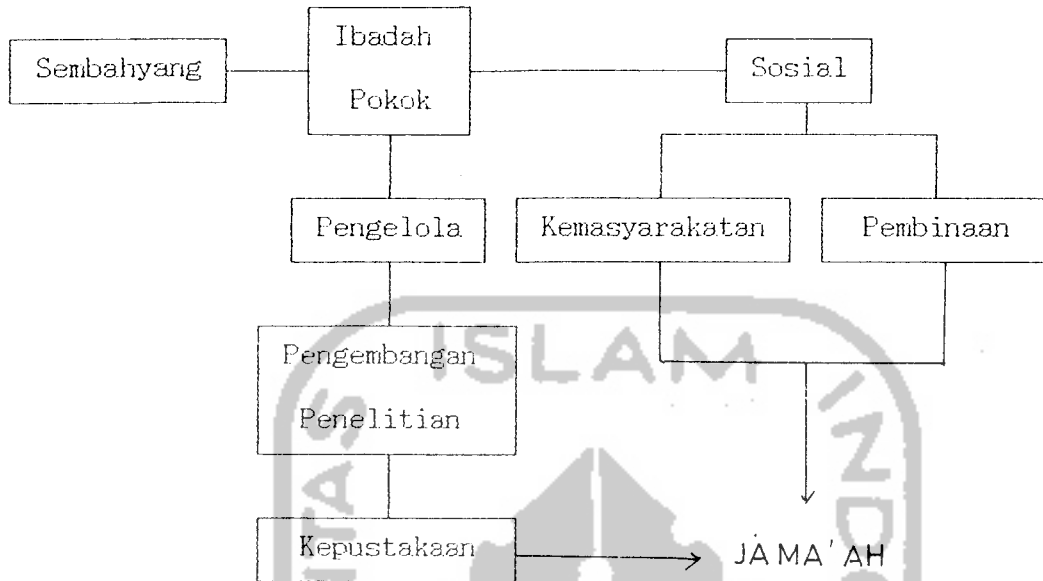 Ibadah
Pokok
Sembahyang
Sosial
Pengelola
Kemasyarakatan
Pembinaan
Pengembangan
Penelitian
Kepustakaan
JAMA'AH
ISLAM